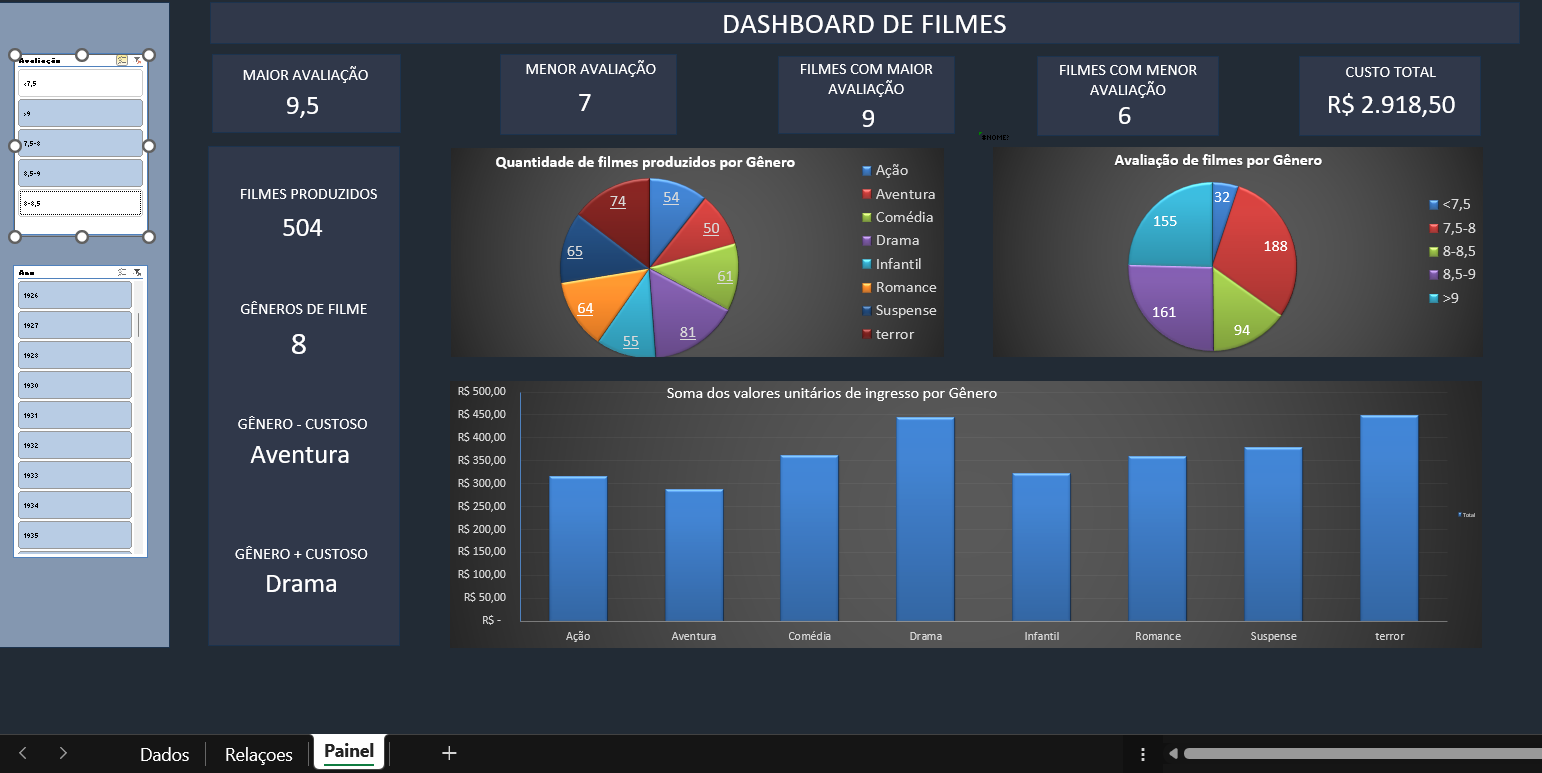 DASHBOARD DE FILMES
Avaliação
<7,5
>9
7,5-8
8,5-9
8-8,5
Ano
1926
1927
1928
1930
1931
1932
1933
1934
1935
MAIOR AVALIAÇÃO
9,5
MENOR AVALIAÇÃO
7
FILMES COM MAIOR
AVALIAÇÃO
9
FILMES COM MENOR
AVALIAÇÃO
6
CUSTO TOTAL
R$ 2.918,50
#NOME?
FILMES PRODUZIDOS
504
GÊNEROS DE FILME
8
GÊNERO - CUSTOSO
Aventura
GÊNERO + CUSTOSO
Drama
Quantidade de filmes produzidos por Gênero
54
50
61
81
55
64
65
74
Ação
Aventura
Comédia
Drama
Infantil
Romance
Suspense
terror
Avaliação de filmes por Gênero
32
188
94
161
155
<7,5
7,5-8
8-8,5
8,5-9
>9
Soma dos valores unitários de ingresso por Gênero
R$ 500,00
R$ 450,00
R$ 400,00
R$ 350,00
R$ 300,00
R$ 250,00
R$ 200,00
R$ 150,00
R$ 100,00
R$ 50,00
R$ -
Ação Aventura Comédia Drama Infantil Romance Suspense terror
Total
Dados Relaçoes Painel